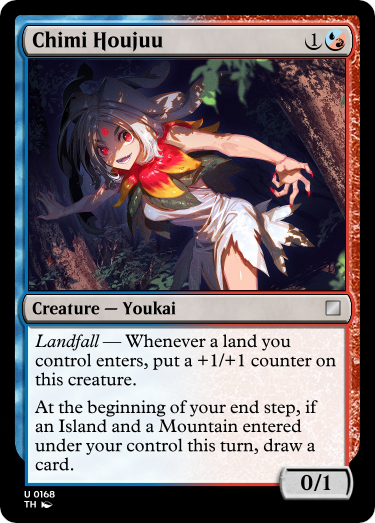 Chimi Houjuu 1
Creature — Youkai
Landfall — Whenever a land you
control enters, put a +1/+1 counter on
this creature.
At the beginning of your end step, if
an Island and a Mountain entered
under your control this turn, draw a
card.
0/1
U 0168
TH